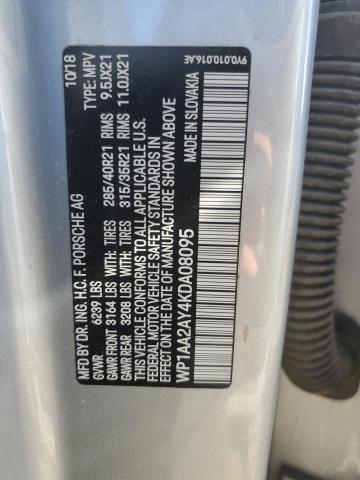 MFD BY DR. ING. H.C. F. PORSCHE AG 10/18
GVWR 6239 LBS TYPE: MPV
GAWR FRONT 3164 LBS WITH: TIRES 285/40R21 RIMS 9.5JX21
GAWR REAR 3208 LBS WITH: TIRES 315/35R21 RIMS 11.0JX21
THIS VEHICLE CONFORMS TO ALL APPLICABLE U.S.
FEDERAL MOTOR VEHICLE SAFETY STANDARDS IN
EFFECT ON THE DATE OF MANUFACTURE SHOWN ABOVE
WP1AA2AY4KDA08095 MADE IN SLOVAKIA
9Y0.010.016.AE